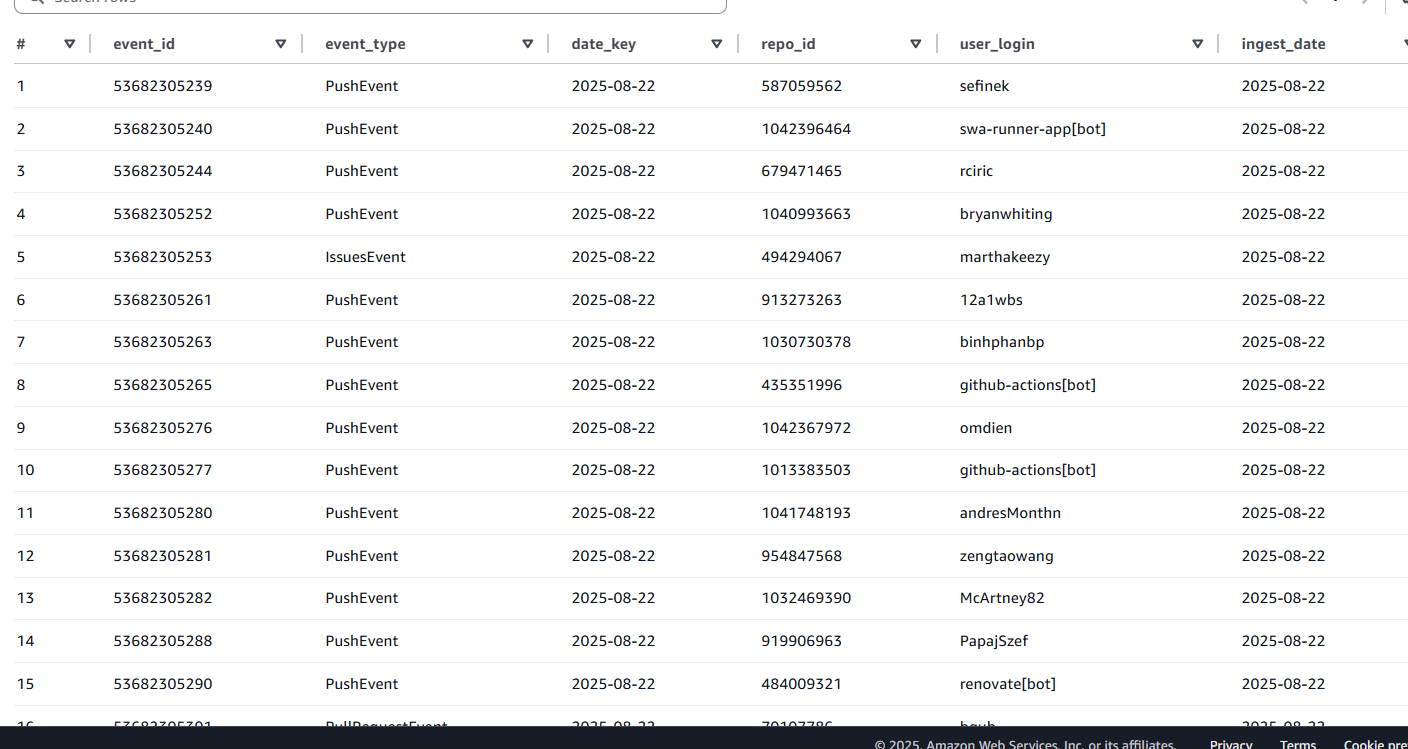 Search rows
# event_id event_type date_key repo_id user_login ingest_date
1 53682305239 PushEvent 2025-08-22 587059562 sefinek 2025-08-22
2 53682305240 PushEvent 2025-08-22 1042396464 swa-runner-app[bot] 2025-08-22
3 53682305244 PushEvent 2025-08-22 679471465 rciric 2025-08-22
4 53682305252 PushEvent 2025-08-22 1040993663 bryanwhiting 2025-08-22
5 53682305253 IssuesEvent 2025-08-22 494294067 marthakeezy 2025-08-22
6 53682305261 PushEvent 2025-08-22 913273263 12a1wbs 2025-08-22
7 53682305263 PushEvent 2025-08-22 1030730378 binhphanbp 2025-08-22
8 53682305265 PushEvent 2025-08-22 435351996 github-actions[bot] 2025-08-22
9 53682305276 PushEvent 2025-08-22 1042367972 omdien 2025-08-22
10 53682305277 PushEvent 2025-08-22 1013383503 github-actions[bot] 2025-08-22
11 53682305280 PushEvent 2025-08-22 1041748193 andresMonthn 2025-08-22
12 53682305281 PushEvent 2025-08-22 954847568 zengtaowang 2025-08-22
13 53682305282 PushEvent 2025-08-22 1032469390 McArtney82 2025-08-22
14 53682305288 PushEvent 2025-08-22 919906963 PapajSzef 2025-08-22
15 53682305290 PushEvent 2025-08-22 484009321 renovate[bot] 2025-08-22
16 53682305301 PullRequestEvent 2025-08-22 2025-08-22
© 2025, Amazon Web Services, Inc. or its affiliates. Privacy Terms Cookie pre